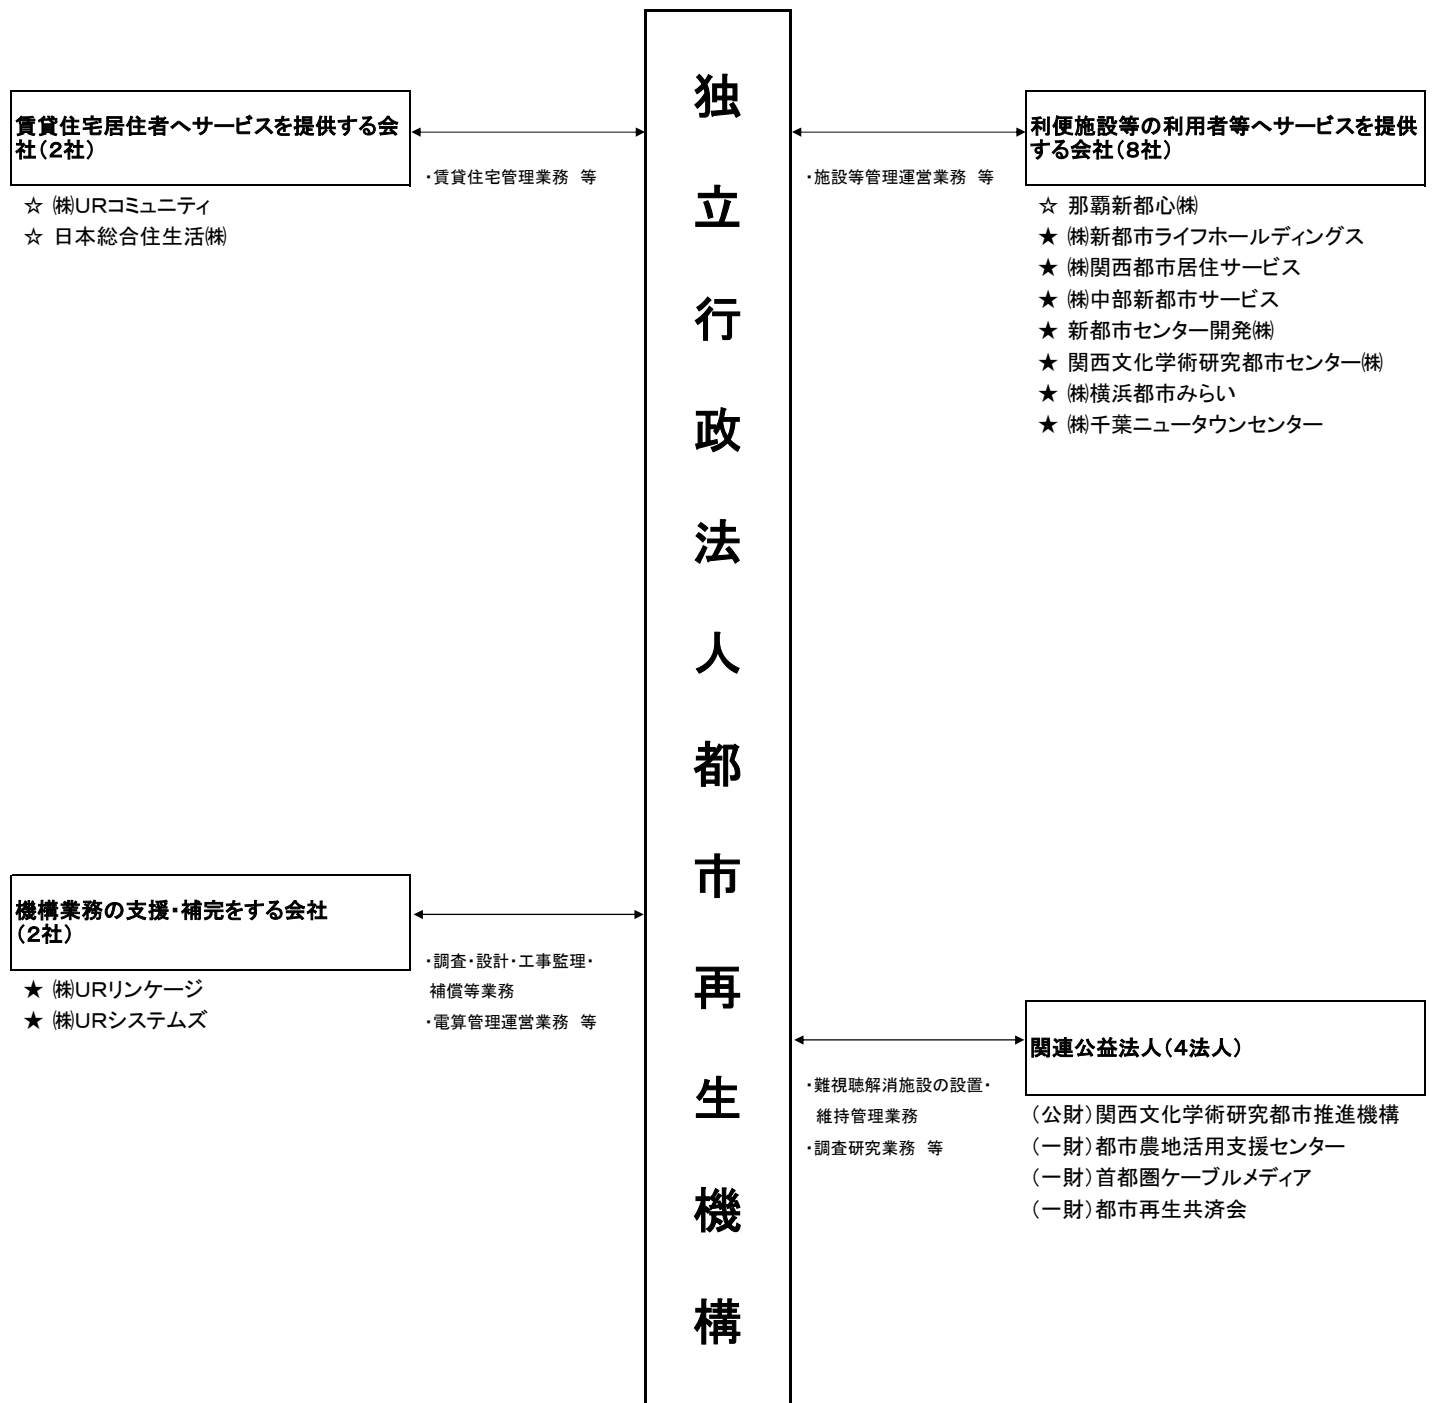 独立行政法人都市再生機構
賃貸住宅居住者へサービスを提供する会
社(2社)
・賃貸住宅管理業務 等
☆ ㈱URコミュニティ
☆ 日本総合住生活㈱
利便施設等の利用者等へサービスを提供
する会社(8社)
・施設等管理運営業務 等
☆ 那覇新都心㈱
★ ㈱新都市ライフホールディングス
★ ㈱関西都市居住サービス
★ ㈱中部新都市サービス
★ 新都市センター開発㈱
★ 関西文化学術研究都市センター㈱
★ ㈱横浜都市みらい
★ ㈱千葉ニュータウンセンター
機構業務の支援・補完をする会社
(2社)
・調査・設計・工事監理・
補償等業務
・電算管理運営業務 等
★ ㈱URリンケージ
★ ㈱URシステムズ
関連公益法人(4法人)
・難視聴解消施設の設置・
維持管理業務
・調査研究業務 等
(公財)関西文化学術研究都市推進機構
(一財)都市農地活用支援センター
(一財)首都圏ケーブルメディア
(一財)都市再生共済会